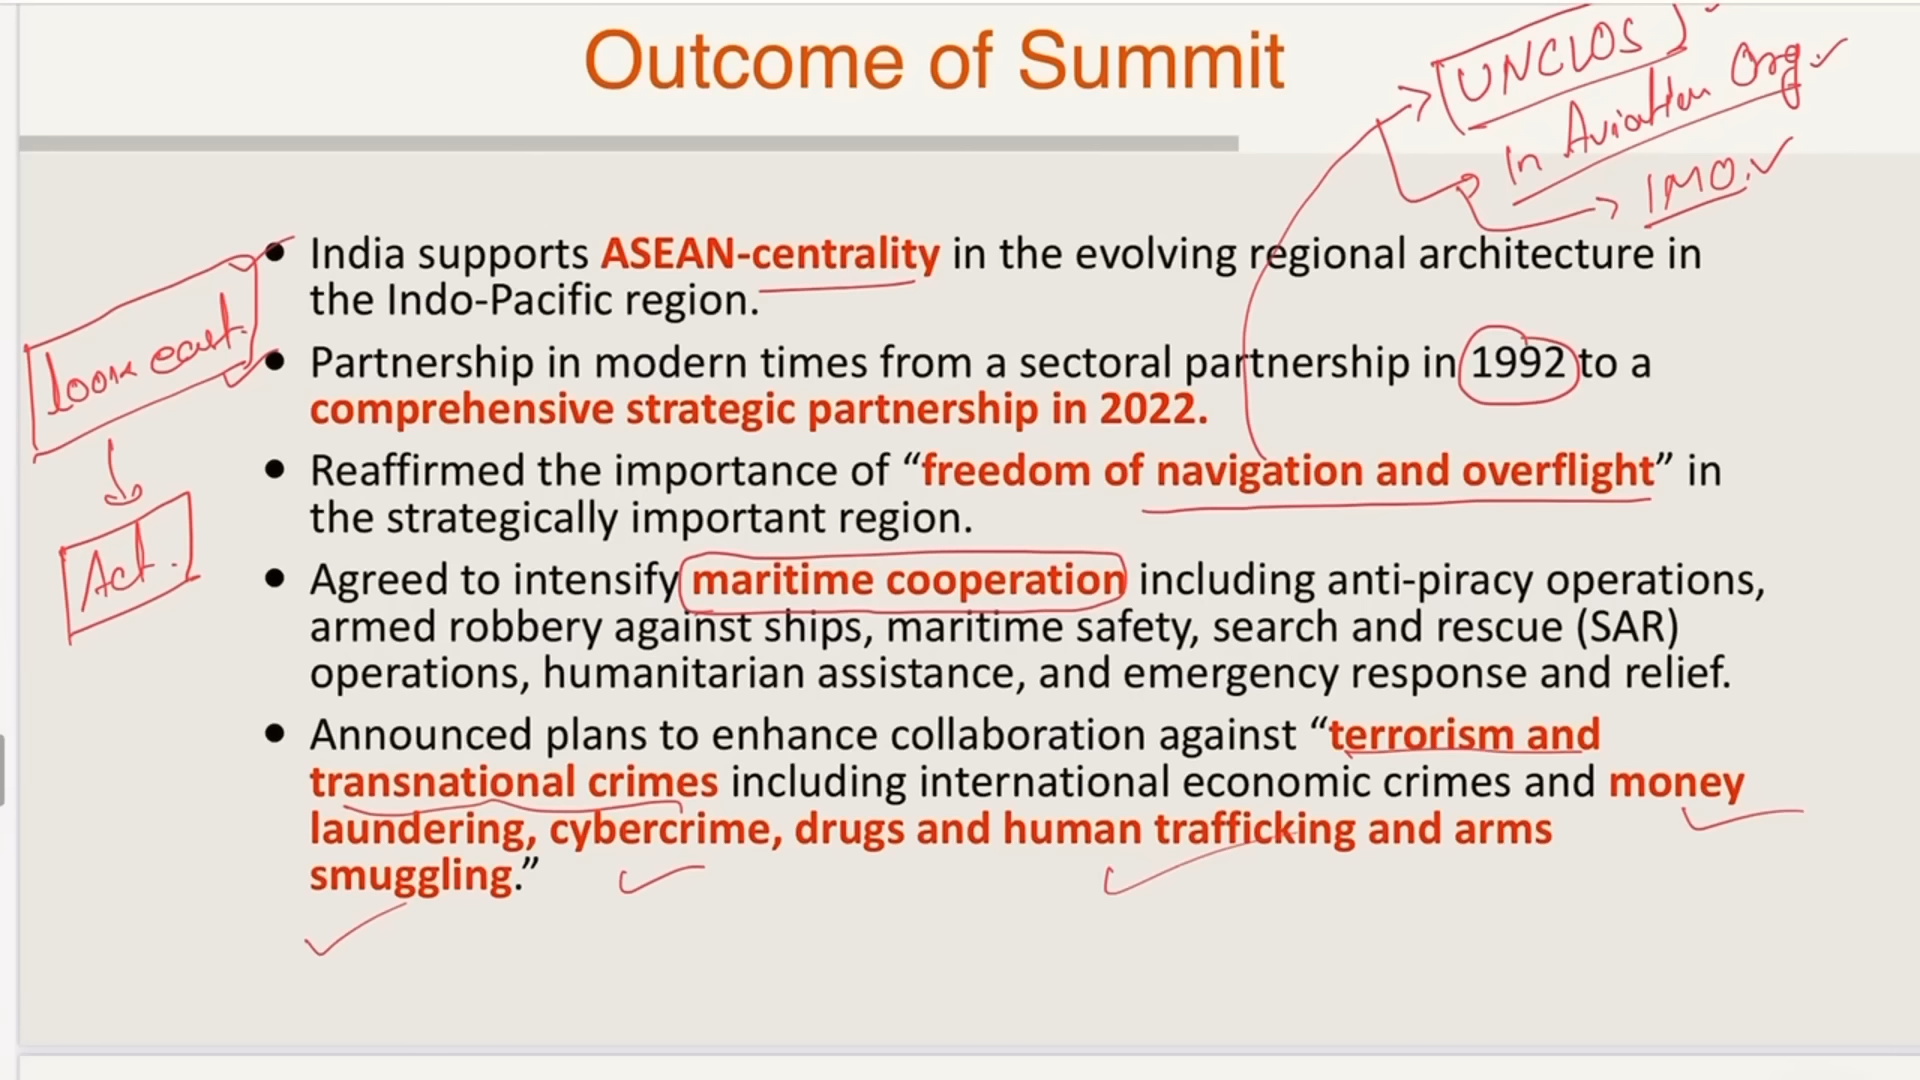 Outcome of Summit
UNCLOS
In Aviation Org.
IMO.
● India supports ASEAN-centrality in the evolving regional architecture in
the Indo-Pacific region.
look east.
● Partnership in modern times from a sectoral partnership in 1992 to a
comprehensive strategic partnership in 2022.
● Reaffirmed the importance of “freedom of navigation and overflight” in
the strategically important region.
Act.
● Agreed to intensify maritime cooperation including anti-piracy operations,
armed robbery against ships, maritime safety, search and rescue (SAR)
operations, humanitarian assistance, and emergency response and relief.
● Announced plans to enhance collaboration against “terrorism and
transnational crimes including international economic crimes and money
laundering, cybercrime, drugs and human trafficking and arms
smuggling.”